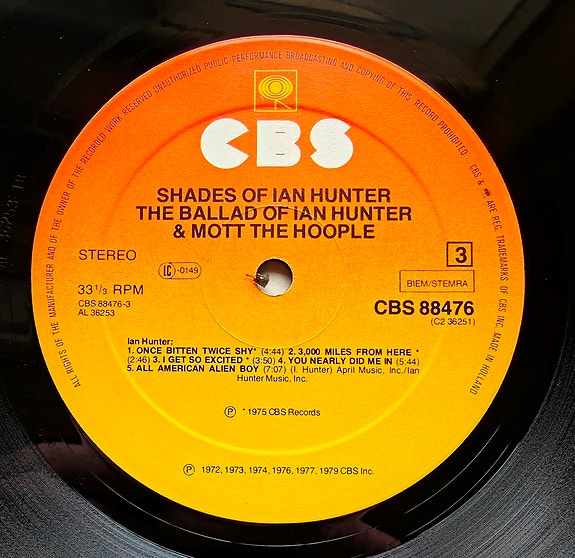 ALL RIGHTS OF THE MANUFACTURER AND OF THE OWNER OF THE RECORDED WORK RESERVED UNAUTHORIZED PUBLIC PERFORMANCE BROADCASTING AND COPYING OF THIS RECORD PROHIBITED
CBS & ARE REG. TRADEMARKS OF CBS INC. MADE IN HOLLAND
CBS
SHADES OF IAN HUNTER
THE BALLAD OF IAN HUNTER
& MOTT THE HOOPLE
STEREO
3
IC -0149
BIEM/STEMRA
33 1/3 RPM
CBS 88476
CBS 88476-3
(C2 36251)
AL 36253
Ian Hunter:
1. ONCE BITTEN TWICE SHY* (4:44) 2. 3,000 MILES FROM HERE *
(2:46) 3. I GET SO EXCITED * (3:50) 4. YOU NEARLY DID ME IN (5:44)
5. ALL AMERICAN ALIEN BOY (7:07) (I. Hunter) April Music, Inc./Ian
Hunter Music, Inc.
Ⓟ * 1975 CBS Records
Ⓟ 1972, 1973, 1974, 1976, 1977, 1979 CBS Inc.